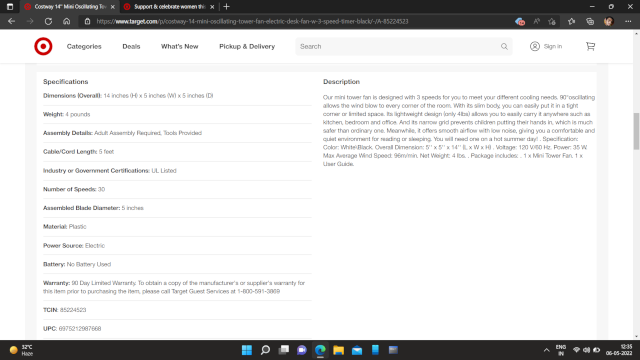 Costway 14" Mini Oscillating Tow
Support & celebrate women thi
https://www.target.com/p/costway-14-mini-oscillating-tower-fan-electric-desk-fan-w-3-speed-timer-black/-/A-85224523
Categories Deals What's New Pickup & Delivery Search Sign in
Specifications
Dimensions (Overall): 14 inches (H) x 5 inches (W) x 5 inches (D)
Weight: 4 pounds
Assembly Details: Adult Assembly Required, Tools Provided
Cable/Cord Length: 5 feet
Industry or Government Certifications: UL Listed
Number of Speeds: 30
Assembled Blade Diameter: 5 inches
Material: Plastic
Power Source: Electric
Battery: No Battery Used
Warranty: 90 Day Limited Warranty. To obtain a copy of the manufacturer's or supplier's warranty for
this item prior to purchasing the item, please call Target Guest Services at 1-800-591-3869
TCIN: 85224523
UPC: 6975212987668
Description
Our mini tower fan is designed with 3 speeds for you to meet your different cooling needs. 90°oscillating
allows the wind blow to every corner of the room. With its slim body, you can easily put it in a tight
corner or limited space. Its lightweight design (only 4lbs) allows you to easily carry it anywhere such as
kitchen, bedroom and office. And its narrow grid prevents children putting their hands in, which is much
safer than ordinary one. Meanwhile, it offers smooth airflow with low noise, giving you a comfortable and
quiet environment for reading or sleeping. You will need one on a hot summer day! . Specification:
Color: White\Black. Overall Dimension: 5" x 5" x 14" (L x W x H) . Voltage: 120 V/60 Hz. Power: 35 W.
Max Average Wind Speed: 96m/min. Net Weight: 4 lbs. . Package includes: . 1 x Mini Tower Fan. 1 x
User Guide.
32°C
Haze
ENG
IN
12:35
06-05-2022